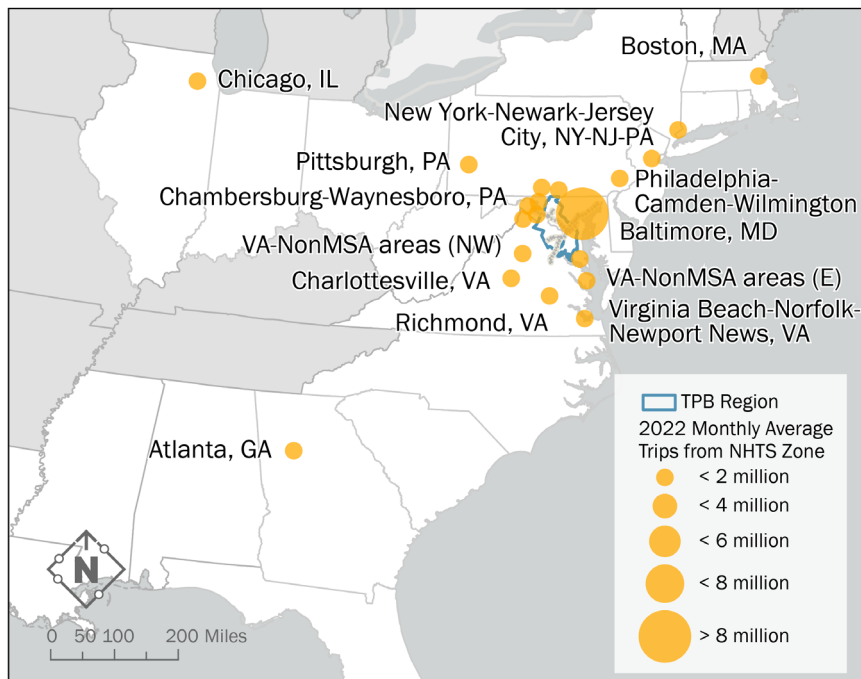 Boston, MA
Chicago, IL
New York-Newark-Jersey
City, NY-NJ-PA
Pittsburgh, PA
Philadelphia-
Camden-Wilmington
Chambersburg-Waynesboro, PA
Baltimore, MD
VA-NonMSA areas (NW)
Charlottesville, VA
VA-NonMSA areas (E)
Richmond, VA
Virginia Beach-Norfolk-
Newport News, VA
Atlanta, GA
TPB Region
2022 Monthly Average
Trips from NHTS Zone
< 2 million
< 4 million
< 6 million
< 8 million
> 8 million
N
0 50 100 200 Miles